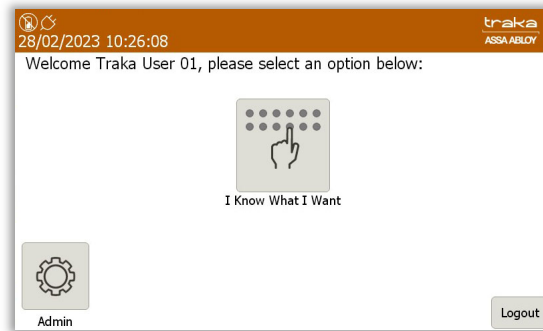 traka
28/02/2023 10:26:08
ASSA ABLOY
Welcome Traka User 01, please select an option below:
I Know What I Want
Admin
Logout